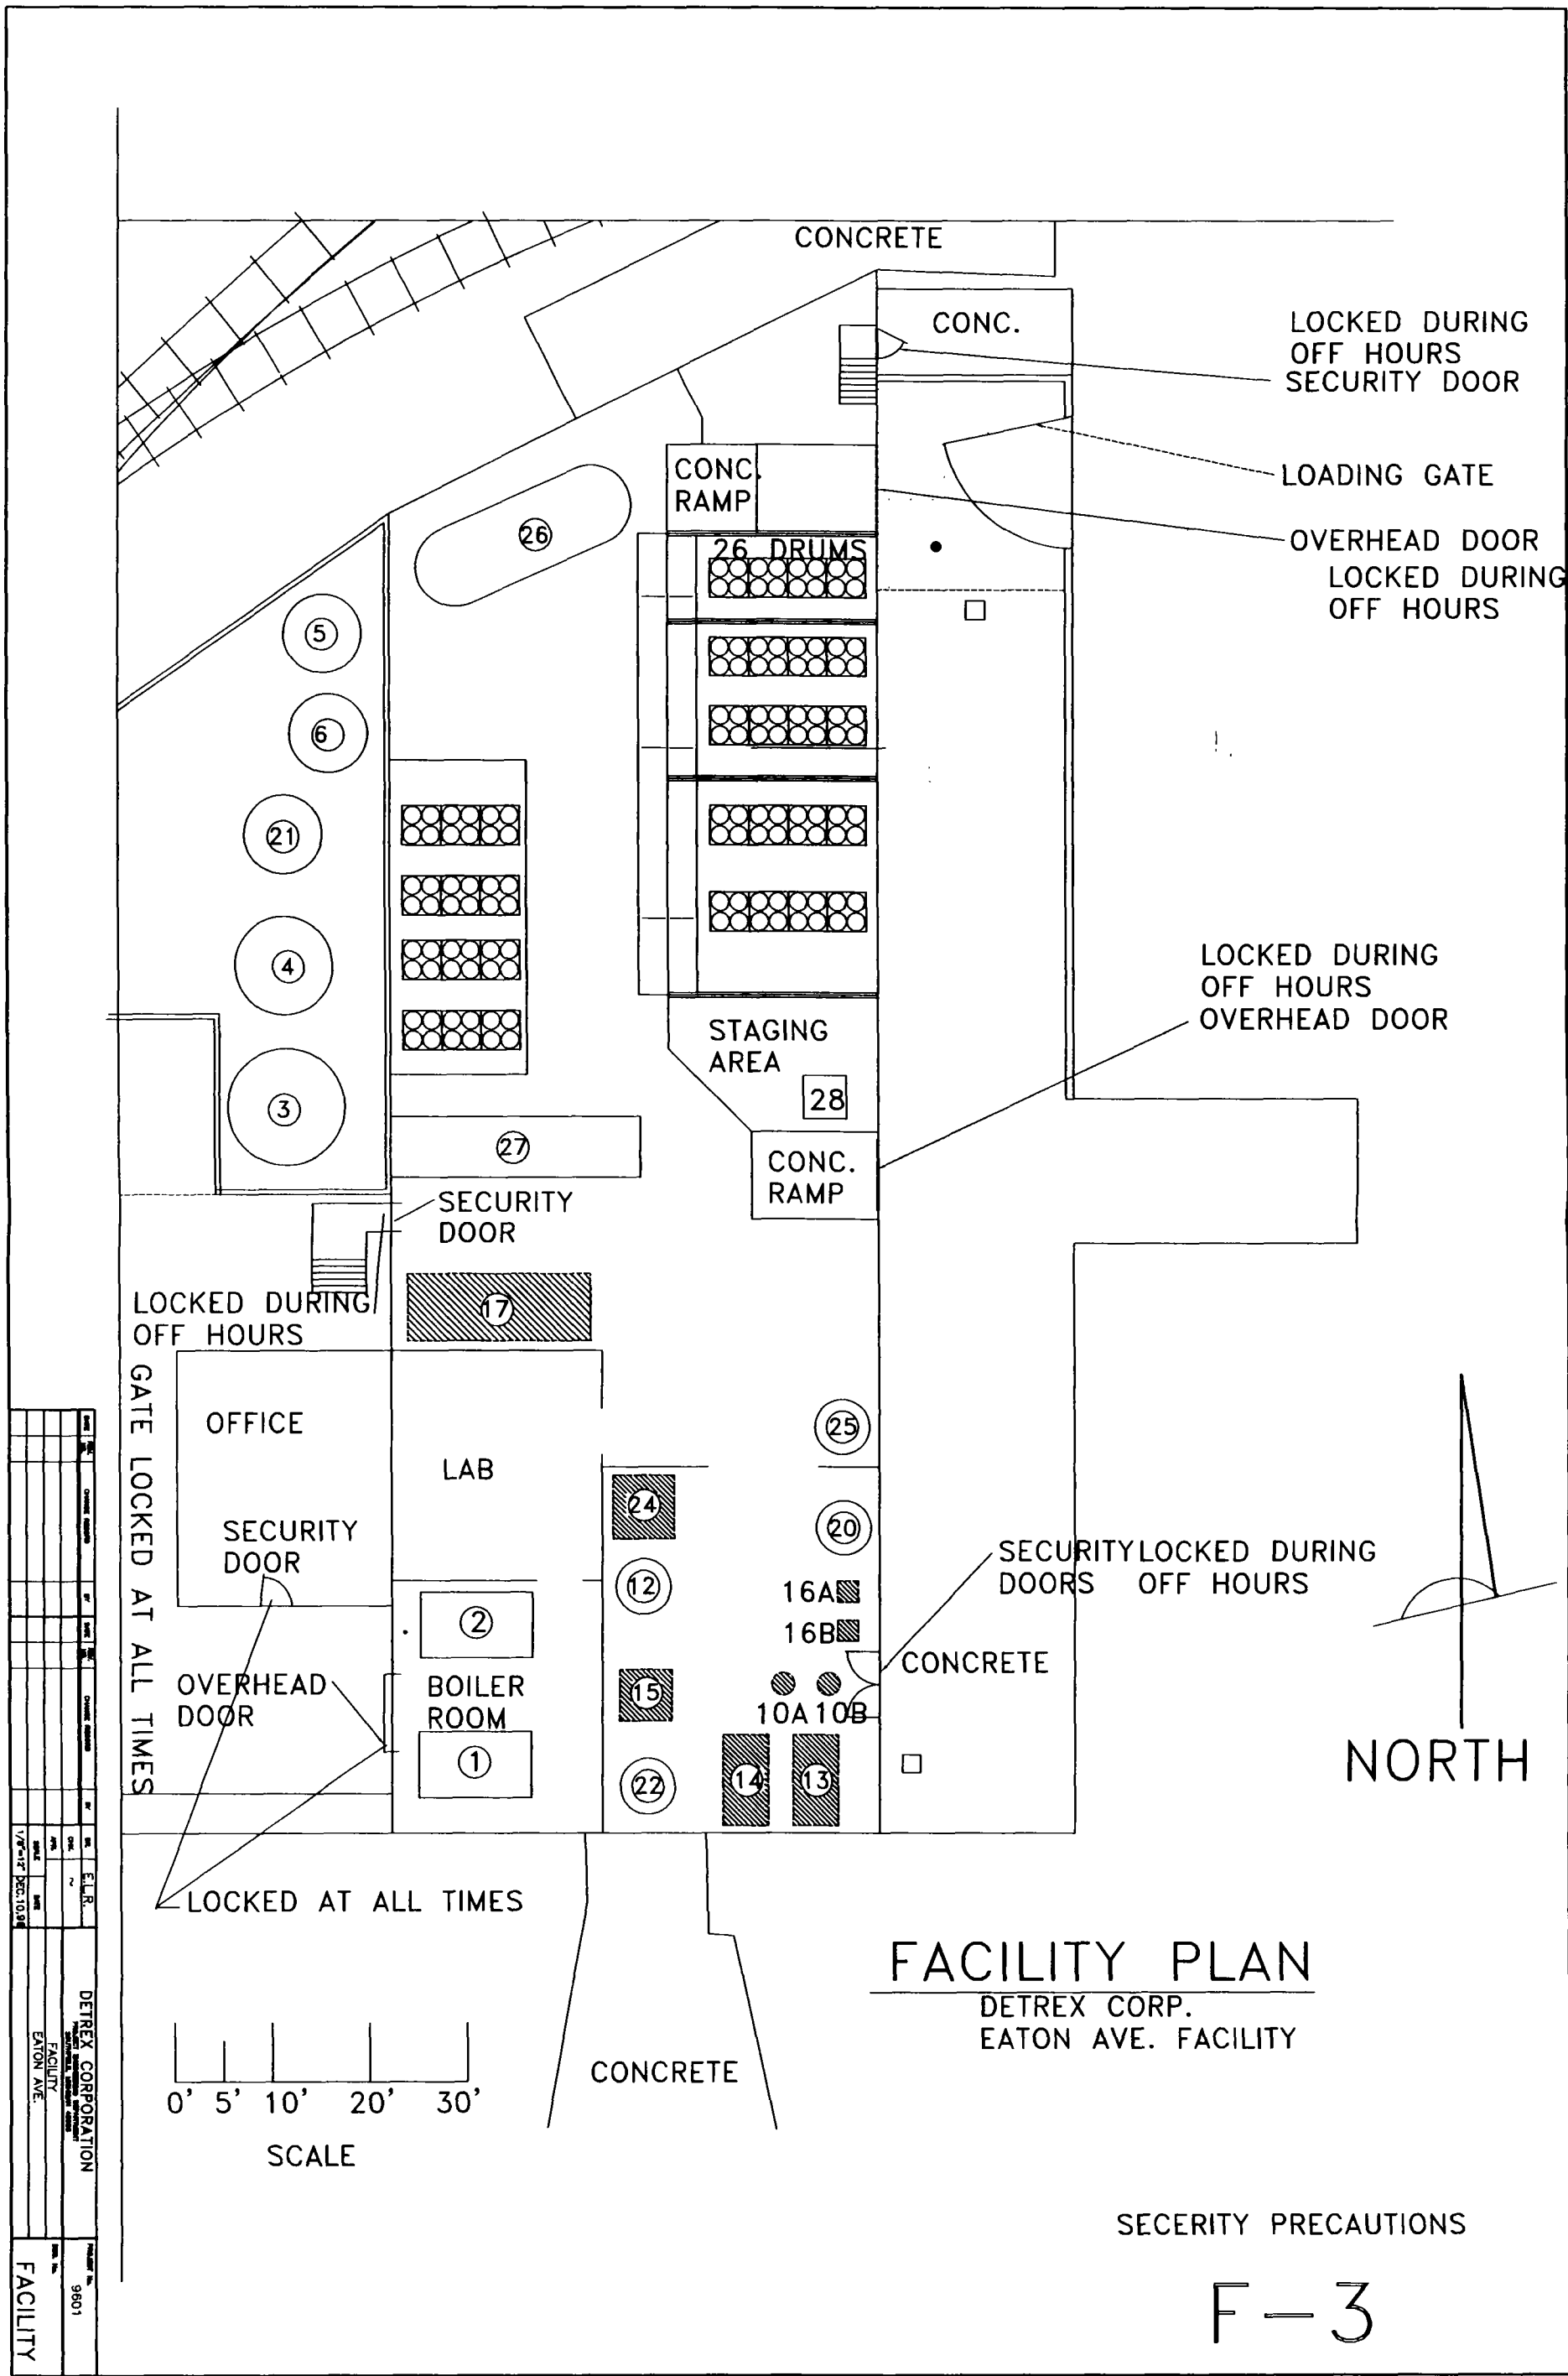 CONCRETE
CONC.
LOCKED DURING
OFF HOURS
SECURITY DOOR
LOADING GATE
OVERHEAD DOOR
LOCKED DURING
OFF HOURS
CONC.
RAMP
26
26 DRUMS
5
6
21
4
3
LOCKED DURING
OFF HOURS
OVERHEAD DOOR
STAGING
AREA
28
27
CONC.
RAMP
SECURITY
DOOR
LOCKED DURING
OFF HOURS
17
GATE LOCKED AT ALL TIMES
OFFICE
LAB
25
24
20
SECURITY
DOOR
12
16A
16B
SECURITY LOCKED DURING
DOORS OFF HOURS
2
OVERHEAD
DOOR
BOILER
ROOM
15
10A 10B
CONCRETE
1
22
14
13
NORTH
LOCKED AT ALL TIMES
FACILITY PLAN
DETREX CORP.
EATON AVE. FACILITY
CONCRETE
0' 5' 10' 20' 30'
SCALE
SECERITY PRECAUTIONS
F-3
E.L.R.
~
DEC.10,96
DETREX CORPORATION
FACILITY
EATON AVE.
9601
FACILITY